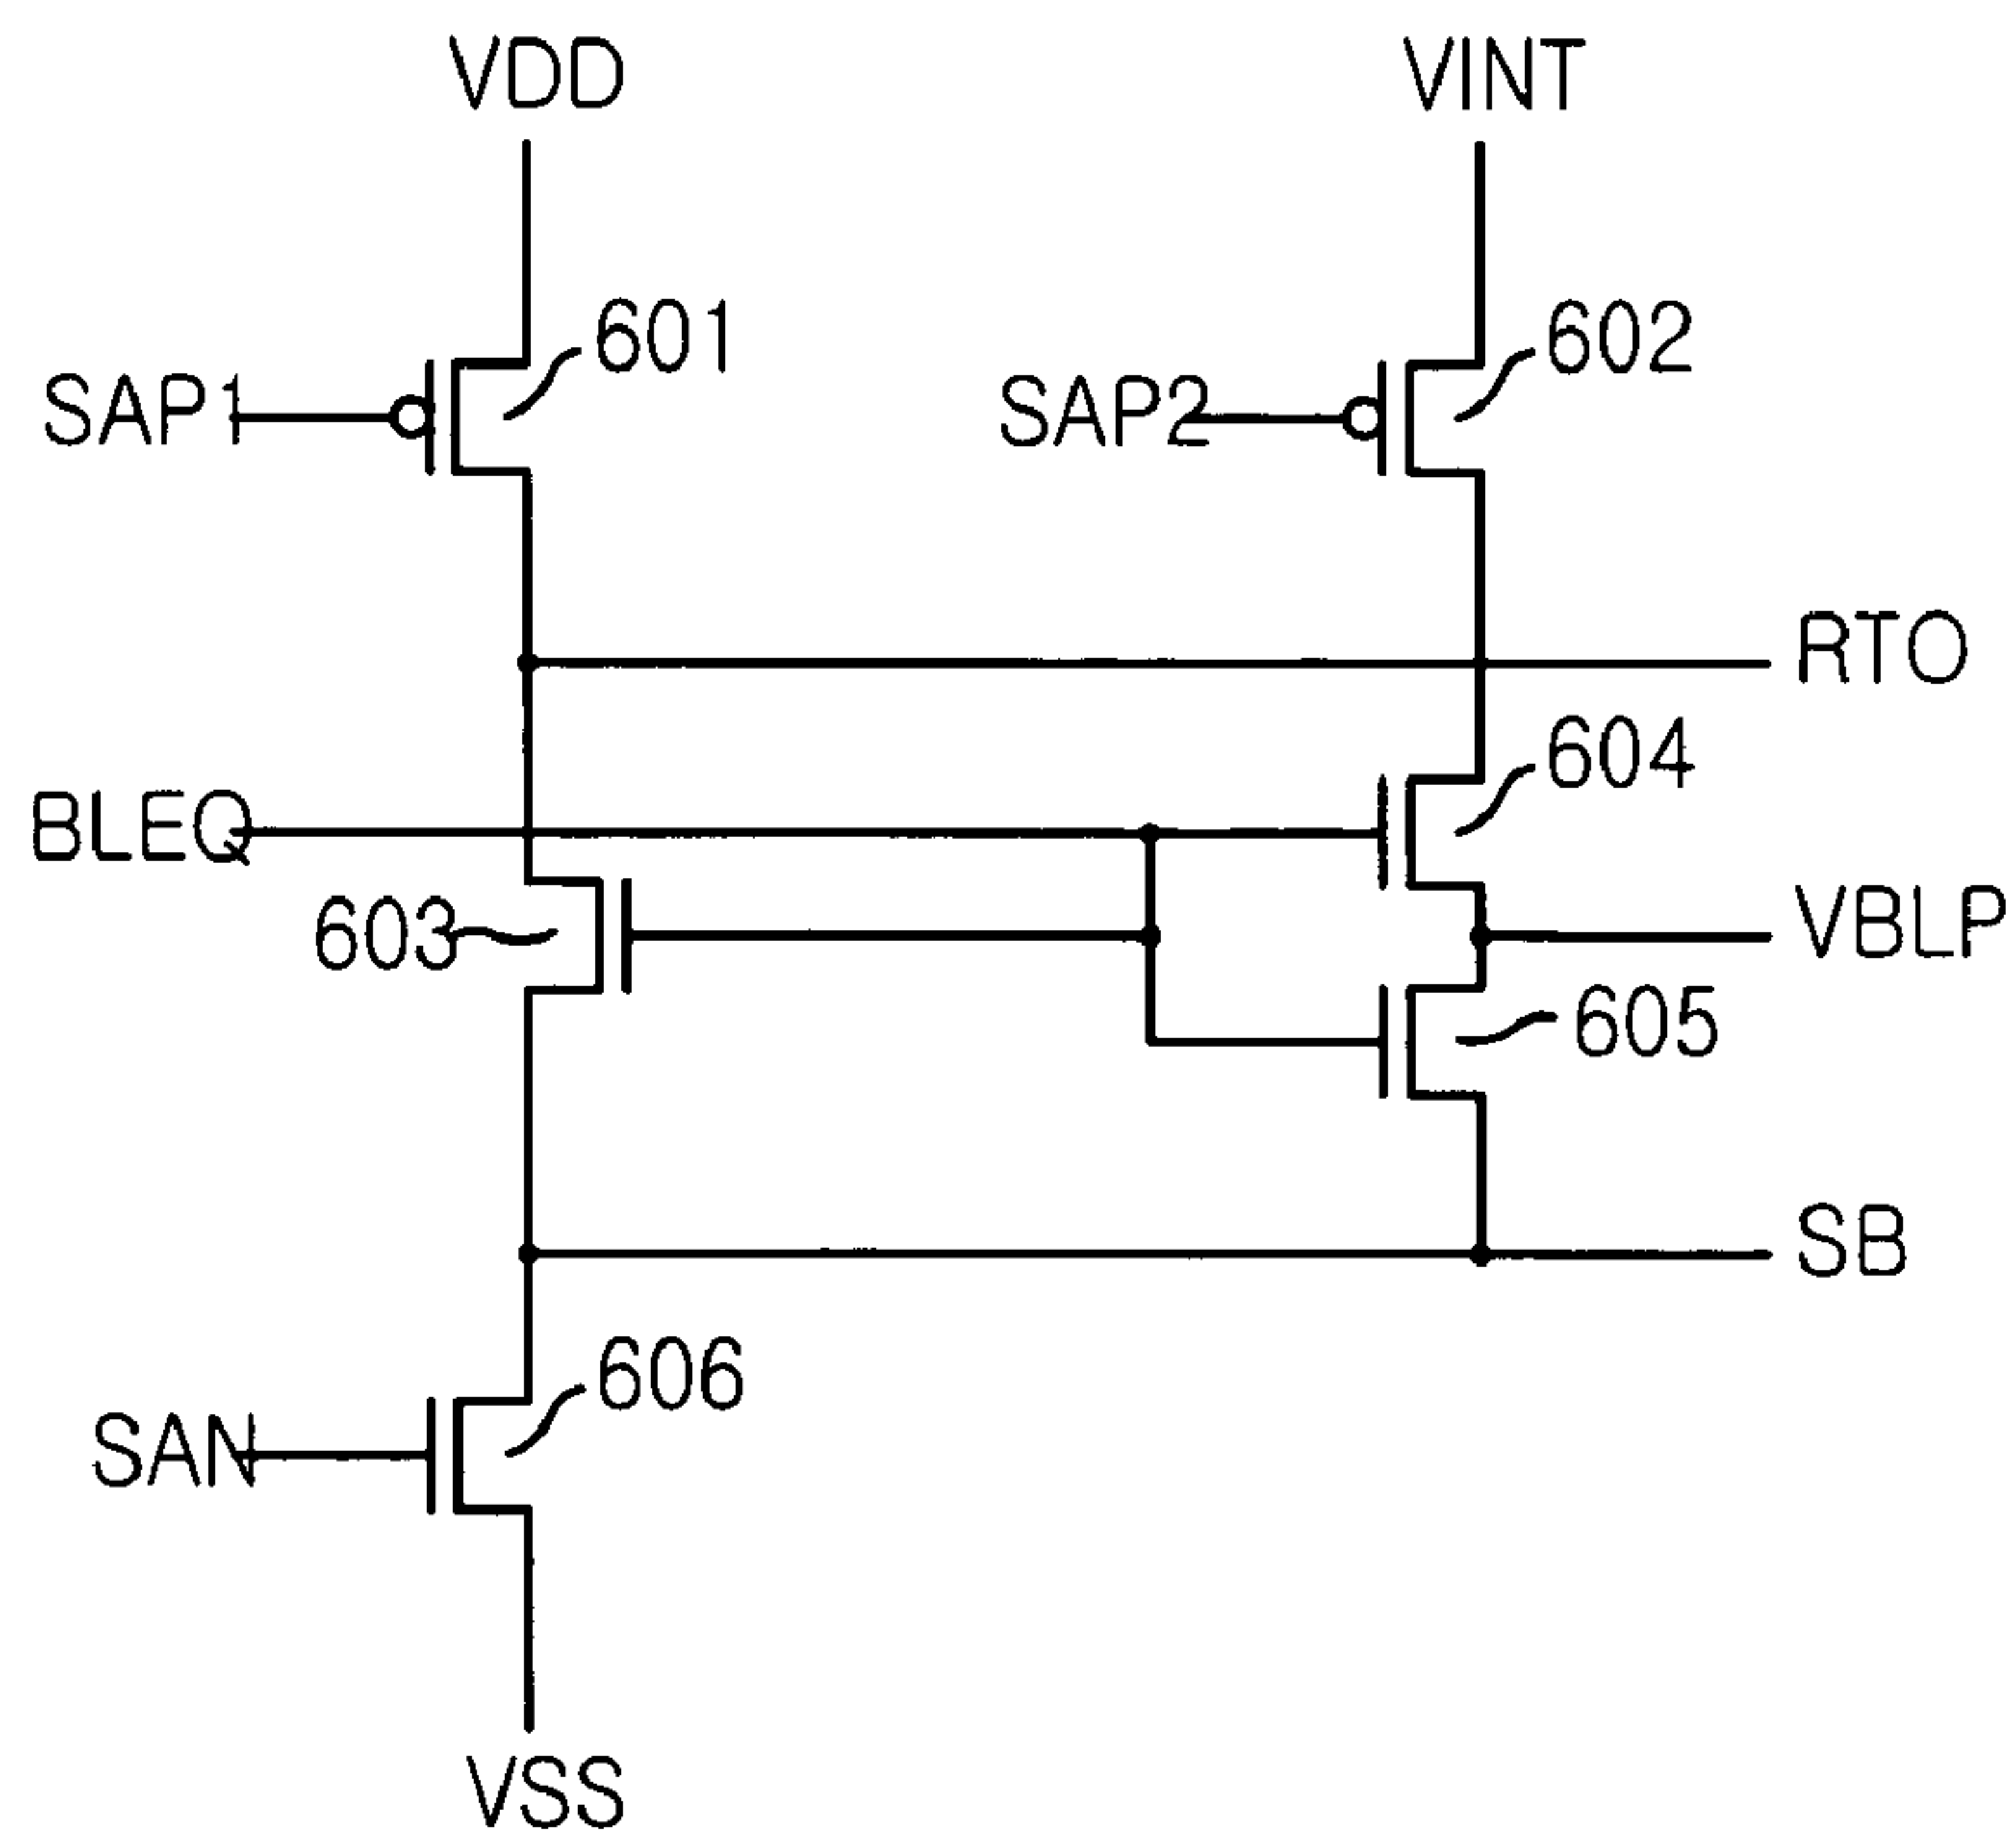 VDD
VINT
601
602
SAP1
SAP2
RTO
604
BLEQ
603
VBLP
605
SB
606
SAN
VSS